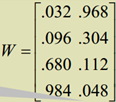 .032 .968
.096 .304
W = .680 .112
984 .048